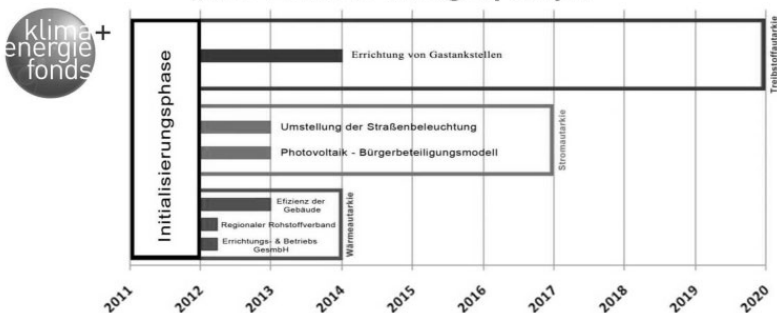 klima
energie
fonds
+
Initialisierungsphase
Errichtung von Gastankstellen
Treibstoffautarkie
Umstellung der Straßenbeleuchtung
Photovoltaik - Bürgerbeteiligungsmodell
Stromautarkie
Efizienz der
Gebäude
Regionaler Rohstoffverband
Errichtungs- & Betriebs
GesmbH
Wärmeautarkie
2011
2012
2013
2014
2015
2016
2017
2018
2019
2020